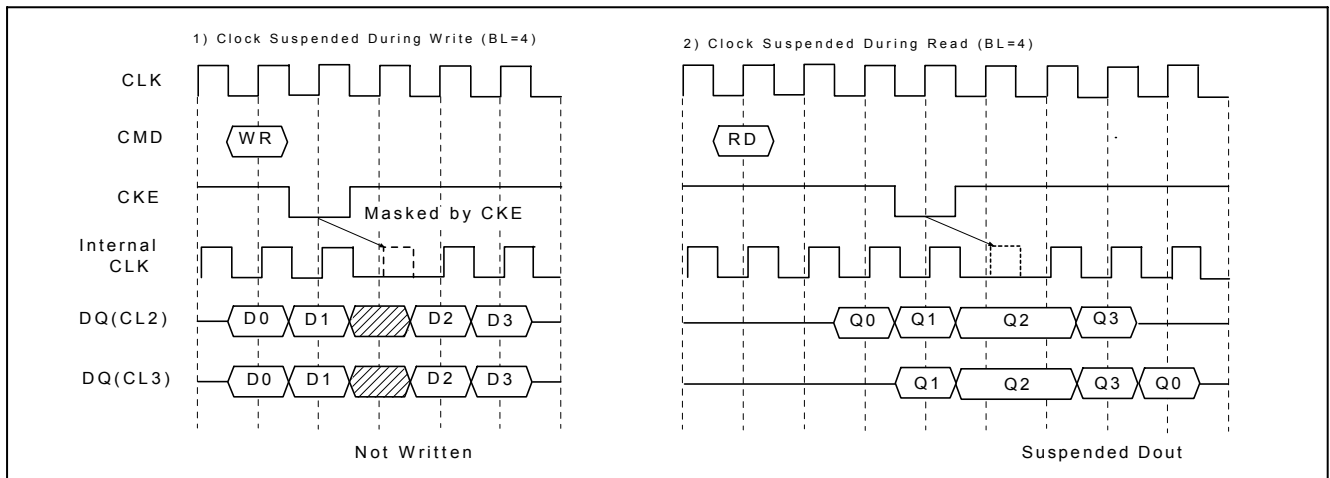 1) Clock Suspended During Write (BL=4)
2) Clock Suspended During Read (BL=4)
CLK
CMD
WR
RD
CKE
Masked by CKE
Internal
CLK
DQ(CL2)
D0 D1 D2 D3
Q0 Q1 Q2 Q3
DQ(CL3)
D0 D1 D2 D3
Q1 Q2 Q3 Q0
Not Written
Suspended Dout